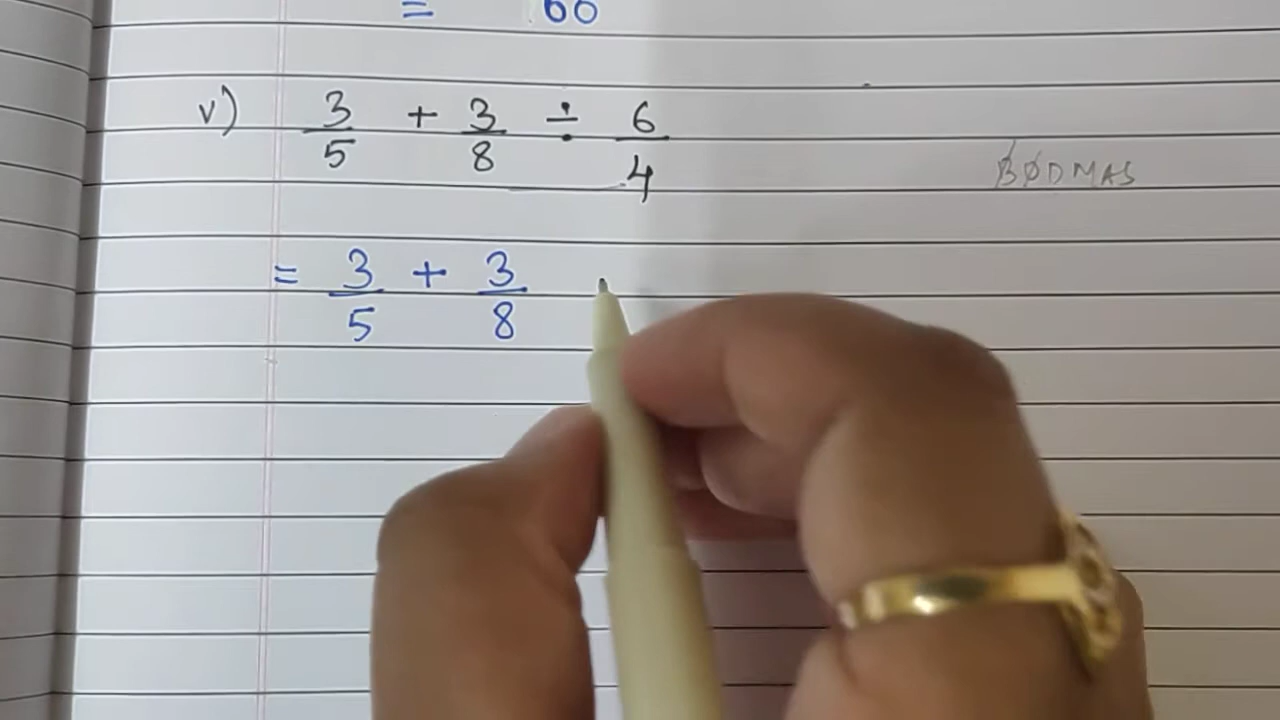 = 60
v) 3/5 + 3/8 ÷ 6/4
BODMAS
= 3/5 + 3/8